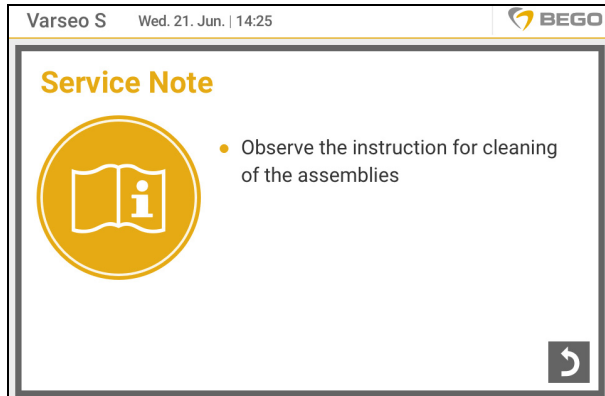 Varseo S Wed. 21. Jun. | 14:25 BEGO
Service Note
i
• Observe the instruction for cleaning
of the assemblies